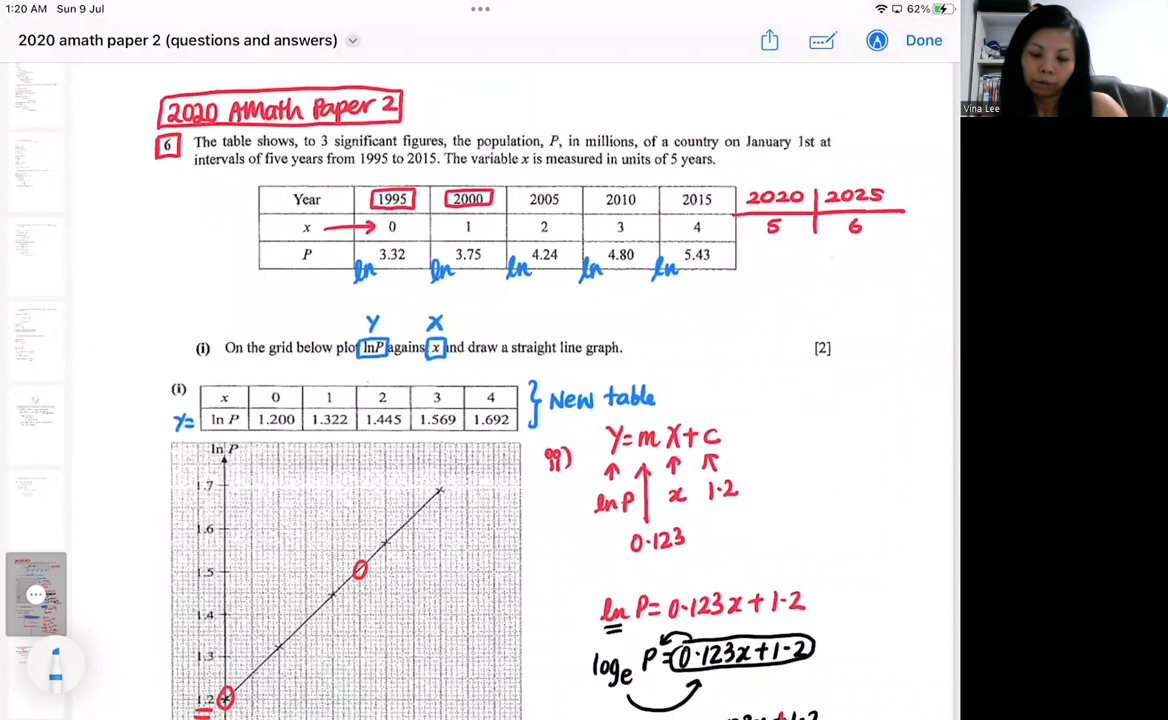 1:20 AM Sun 9 Jul
62%
2020 amath paper 2 (questions and answers)
Done
Vina Lee
2020 AMath Paper 2
6 The table shows, to 3 significant figures, the population, P, in millions, of a country on January 1st at
intervals of five years from 1995 to 2015. The variable x is measured in units of 5 years.
Year 1995 2000 2005 2010 2015 2020 2025
x 0 1 2 3 4 5 6
P ln 3.32 ln 3.75 ln 4.24 ln 4.80 ln 5.43
Y X
(i) On the grid below plo lnP agains x nd draw a straight line graph. [2]
(i) x 0 1 2 3 4
Y= ln P 1.200 1.322 1.445 1.569 1.692
New table
ln P
1.7
1.6
1.5
1.4
1.3
1.2
ii) Y=mX+c
ln P x 1.2
0.123
ln P= 0.123x+1.2
loge P=0.123x+1.2